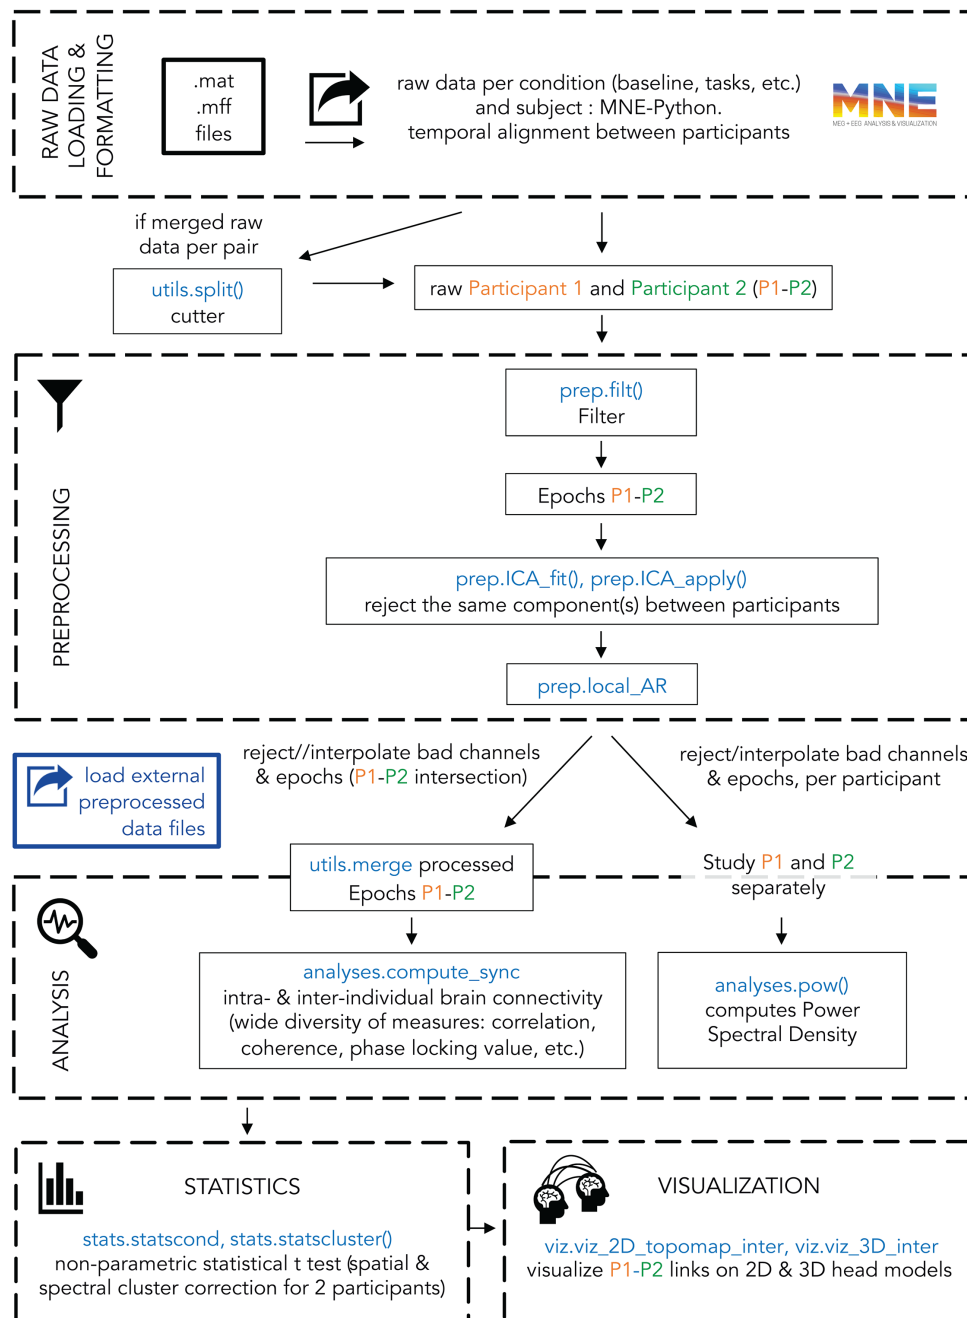 RAW DATA
LOADING &
FORMATTING
.mat
.mff
files
raw data per condition (baseline, tasks, etc.)
and subject : MNE-Python.
temporal alignment between participants
MNE
MEG + EEG ANALYSIS & VISUALIZATION
if merged raw
data per pair
utils.split()
cutter
raw Participant 1 and Participant 2 (P1-P2)
PREPROCESSING
prep.filt()
Filter
Epochs P1-P2
prep.ICA_fit(), prep.ICA_apply()
reject the same component(s) between participants
prep.local_AR
reject//interpolate bad channels
& epochs (P1-P2 intersection)
reject/interpolate bad channels
& epochs, per participant
load external
preprocessed
data files
utils.merge processed
Epochs P1-P2
Study P1 and P2
separately
ANALYSIS
analyses.compute_sync
intra- & inter-individual brain connectivity
(wide diversity of measures: correlation,
coherence, phase locking value, etc.)
analyses.pow()
computes Power
Spectral Density
STATISTICS
stats.statscond, stats.statscluster()
non-parametric statistical t test (spatial &
spectral cluster correction for 2 participants)
VISUALIZATION
viz.viz_2D_topomap_inter, viz.viz_3D_inter
visualize P1-P2 links on 2D & 3D head models